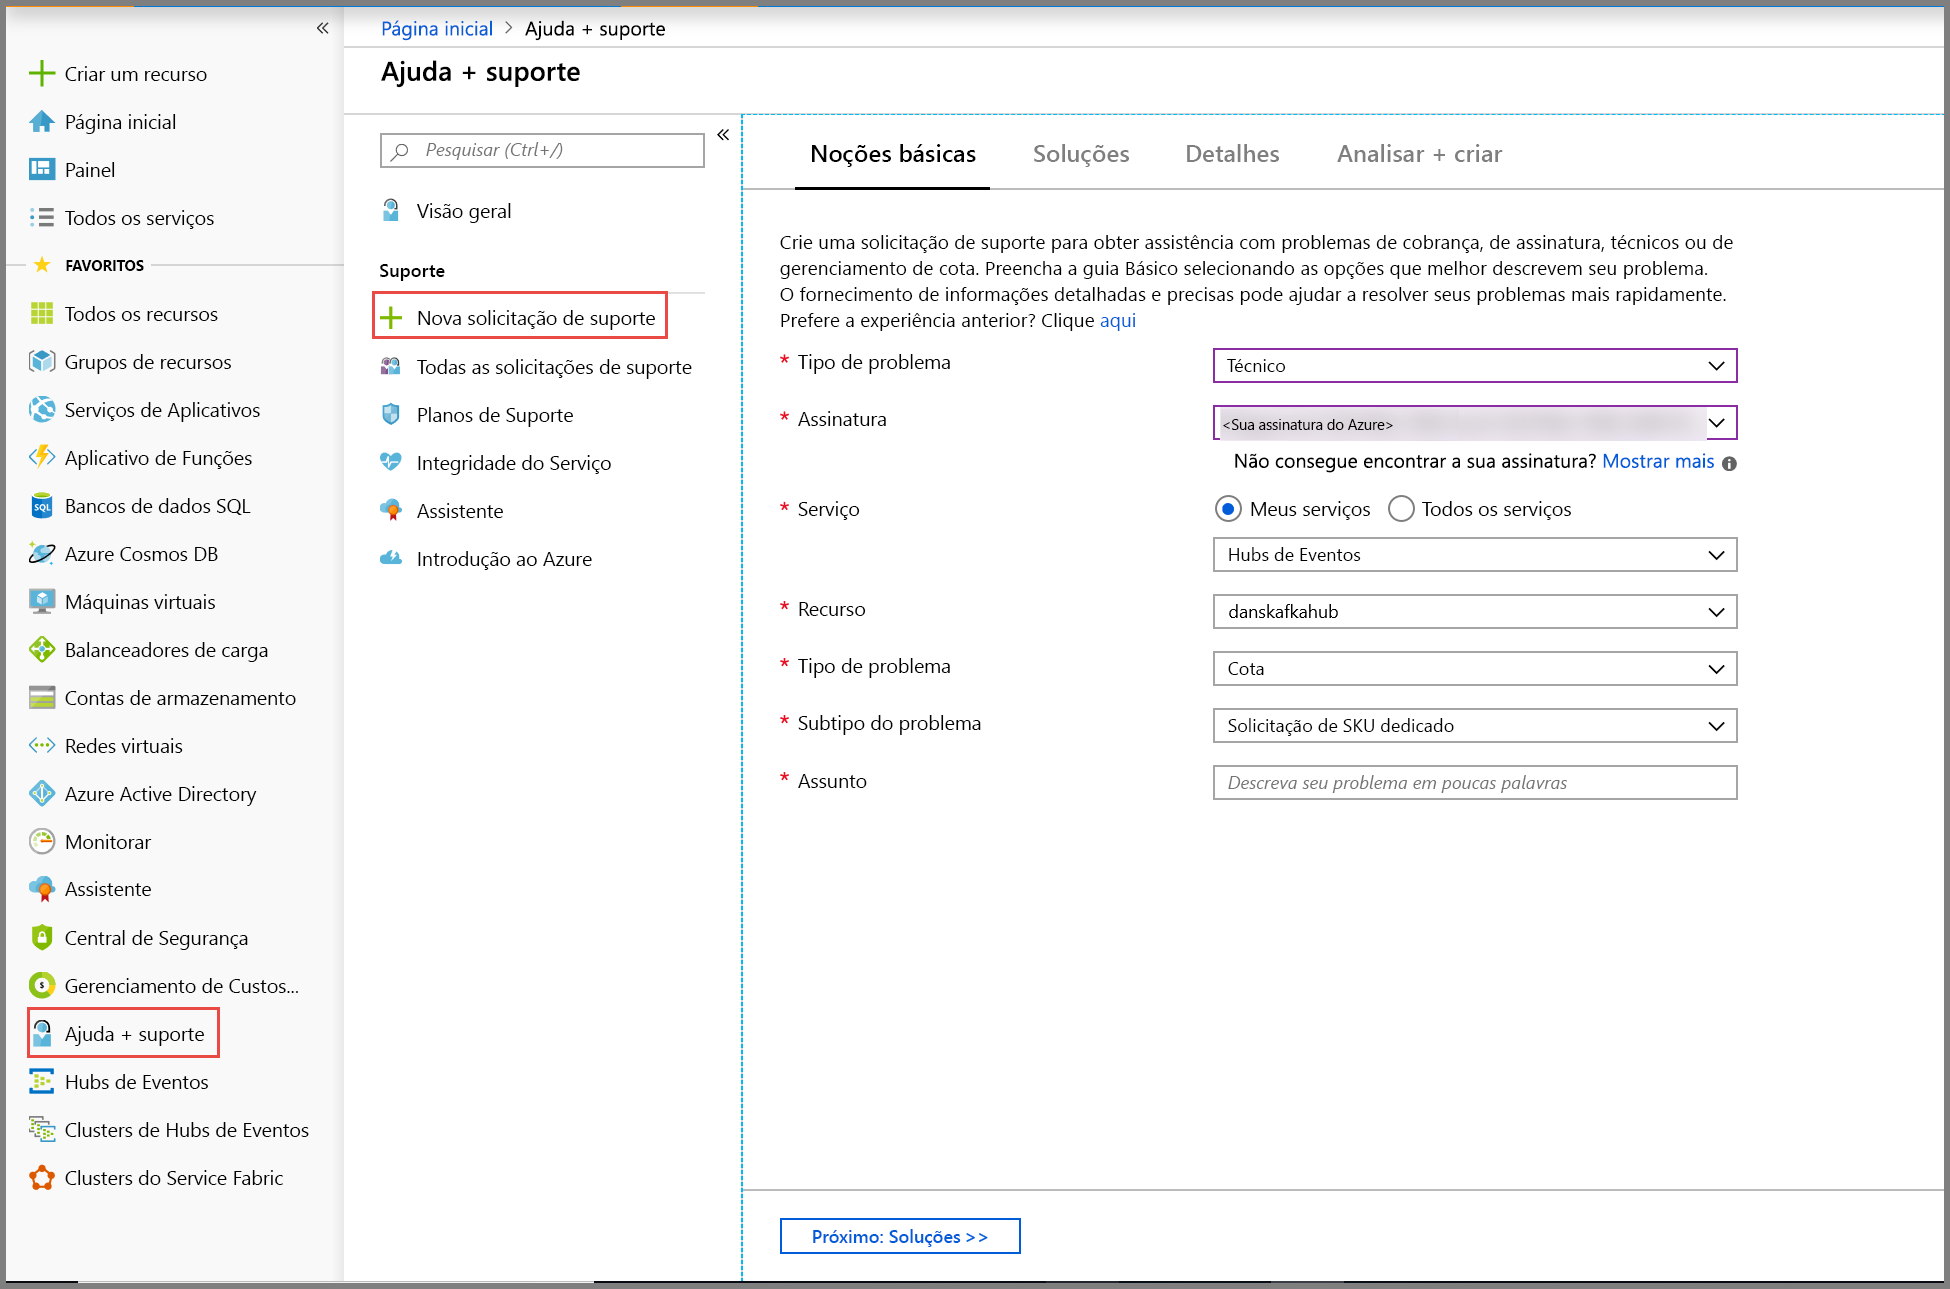 «
Criar um recurso
Página inicial
Painel
Todos os serviços
FAVORITOS
Todos os recursos
Grupos de recursos
Serviços de Aplicativos
Aplicativo de Funções
SQL
Bancos de dados SQL
Azure Cosmos DB
Máquinas virtuais
Balanceadores de carga
Contas de armazenamento
Redes virtuais
Azure Active Directory
Monitorar
Assistente
Central de Segurança
Gerenciamento de Custos...
Ajuda + suporte
Hubs de Eventos
Clusters de Hubs de Eventos
Clusters do Service Fabric
Página inicial > Ajuda + suporte
Ajuda + suporte
Pesquisar (Ctrl+/)
«
Visão geral
Suporte
Nova solicitação de suporte
Todas as solicitações de suporte
Planos de Suporte
Integridade do Serviço
Assistente
Introdução ao Azure
Noções básicas Soluções Detalhes Analisar + criar
Crie uma solicitação de suporte para obter assistência com problemas de cobrança, de assinatura, técnicos ou de
gerenciamento de cota. Preencha a guia Básico selecionando as opções que melhor descrevem seu problema.
O fornecimento de informações detalhadas e precisas pode ajudar a resolver seus problemas mais rapidamente.
Prefere a experiência anterior? Clique aqui
* Tipo de problema Técnico
* Assinatura <Sua assinatura do Azure>
Não consegue encontrar a sua assinatura? Mostrar mais
* Serviço Meus serviços Todos os serviços
Hubs de Eventos
* Recurso danskafkahub
* Tipo de problema Cota
* Subtipo do problema Solicitação de SKU dedicado
* Assunto Descreva seu problema em poucas palavras
Próximo: Soluções >>